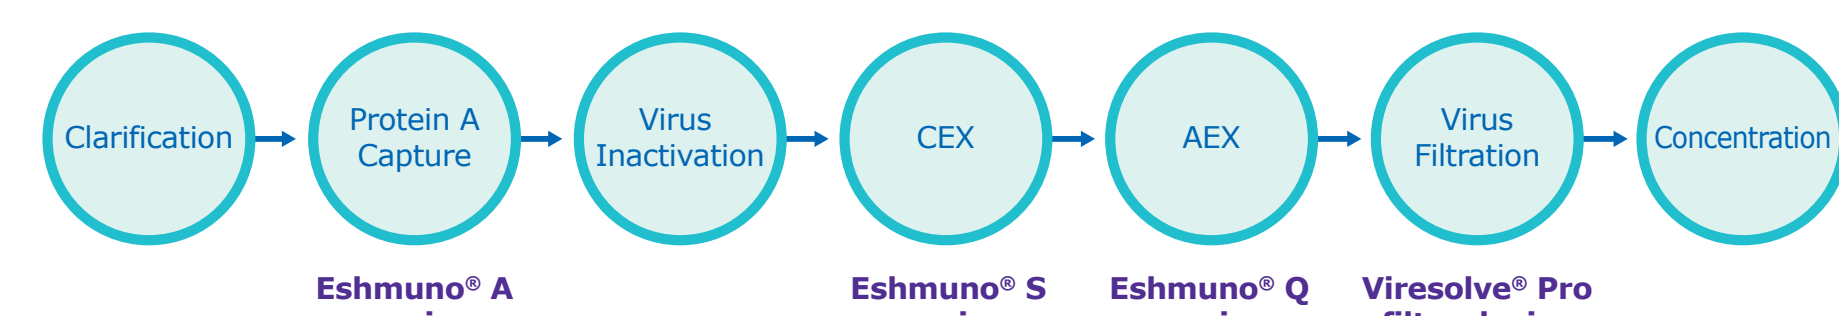 Clarification
Protein A
Capture
Virus
Inactivation
CEX
AEX
Virus
Filtration
Concentration
Eshmuno® A
Eshmuno® S
Eshmuno® Q
Viresolve® Pro